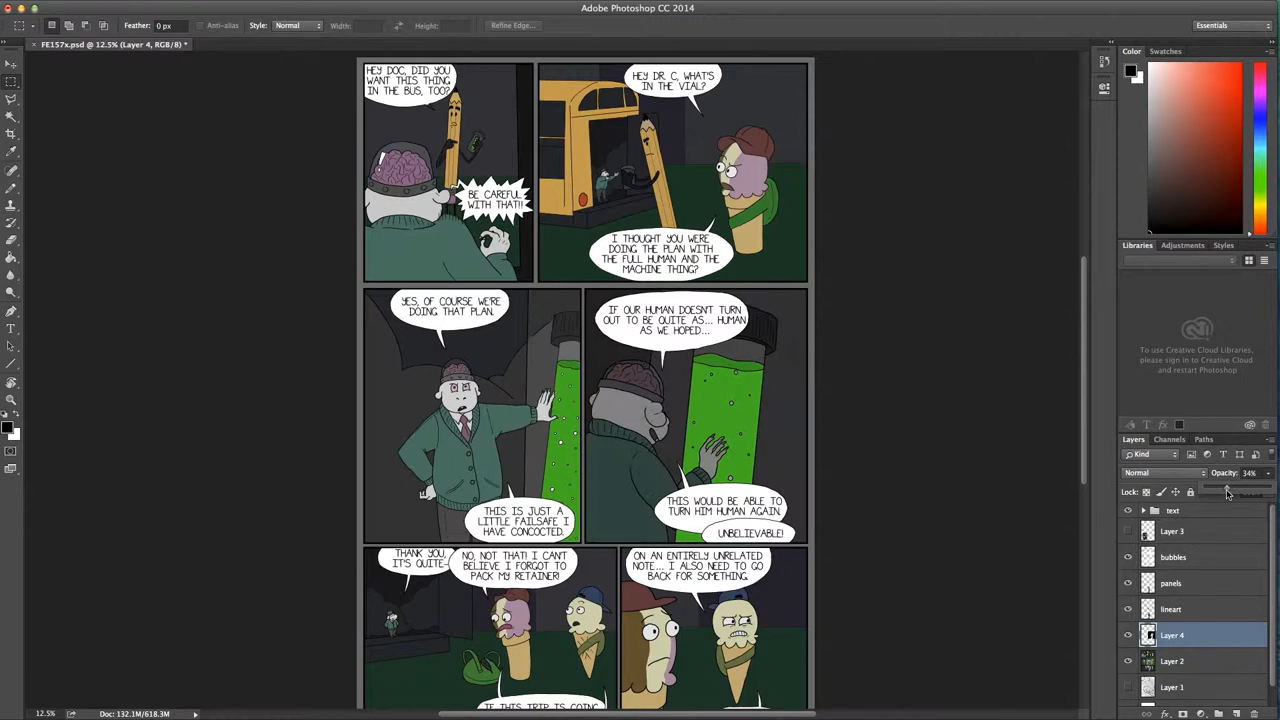 Adobe Photoshop CC 2014
Feather: 0 px
Anti-alias
Style: Normal
Width:
Height:
Refine Edge...
Essentials
FE157x.psd @ 12.5% (Layer 4, RGB/8) *
HEY DOC, DID YOU
WANT THIS THING
IN THE BUS, TOO?
BE CAREFUL
WITH THAT!!
HEY DR. C, WHAT'S
IN THE VIAL?
I THOUGHT YOU WERE
DOING THE PLAN WITH
THE FULL HUMAN AND THE
MACHINE THING?
YES, OF COURSE WE'RE
DOING THAT PLAN.
THIS IS JUST A
LITTLE FAILSAFE I
HAVE CONCOCTED.
IF OUR HUMAN DOESN'T TURN
OUT TO BE QUITE AS... HUMAN
AS WE HOPED...
THIS WOULD BE ABLE TO
TURN HIM HUMAN AGAIN.
UNBELIEVABLE!
THANK YOU,
IT'S QUITE-
NO, NOT THAT! I CAN'T
BELIEVE I FORGOT TO
PACK MY RETAINER!
IF THIS TRIP IS GOING
ON AN ENTIRELY UNRELATED
NOTE... I ALSO NEED TO GO
BACK FOR SOMETHING.
Color
Swatches
Libraries
Adjustments
Styles
To use Creative Cloud Libraries,
please sign in to Creative Cloud
and restart Photoshop
Layers
Channels
Paths
Kind
Normal
Opacity: 34%
Lock:
text
Layer 3
bubbles
panels
lineart
Layer 4
Layer 2
Layer 1
12.5%
Doc: 132.1M/618.3M